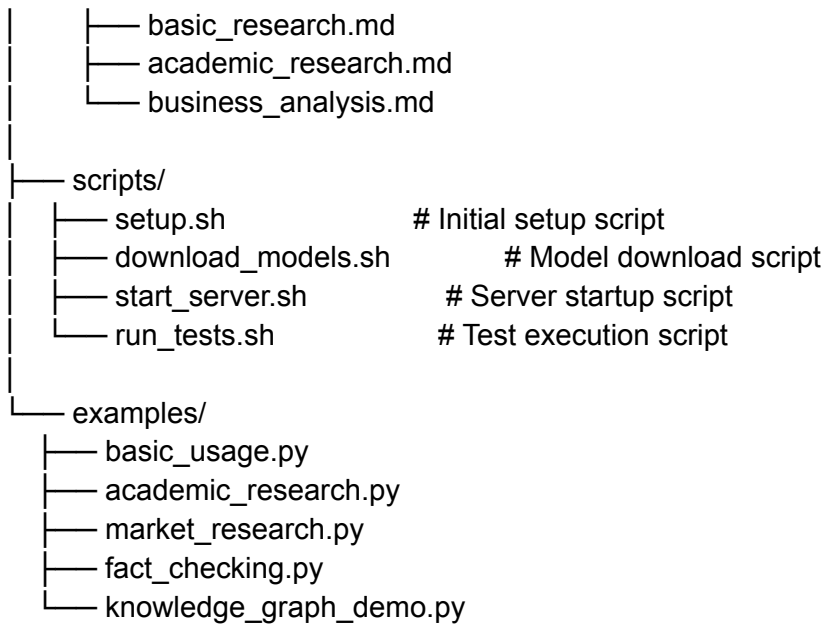 │       ├── basic_research.md
│       ├── academic_research.md
│       └── business_analysis.md
│
├── scripts/
│   ├── setup.sh                # Initial setup script
│   ├── download_models.sh             # Model download script
│   ├── start_server.sh                # Server startup script
│   └── run_tests.sh                   # Test execution script
│
└── examples/
    ├── basic_usage.py
    ├── academic_research.py
    ├── market_research.py
    ├── fact_checking.py
    └── knowledge_graph_demo.py